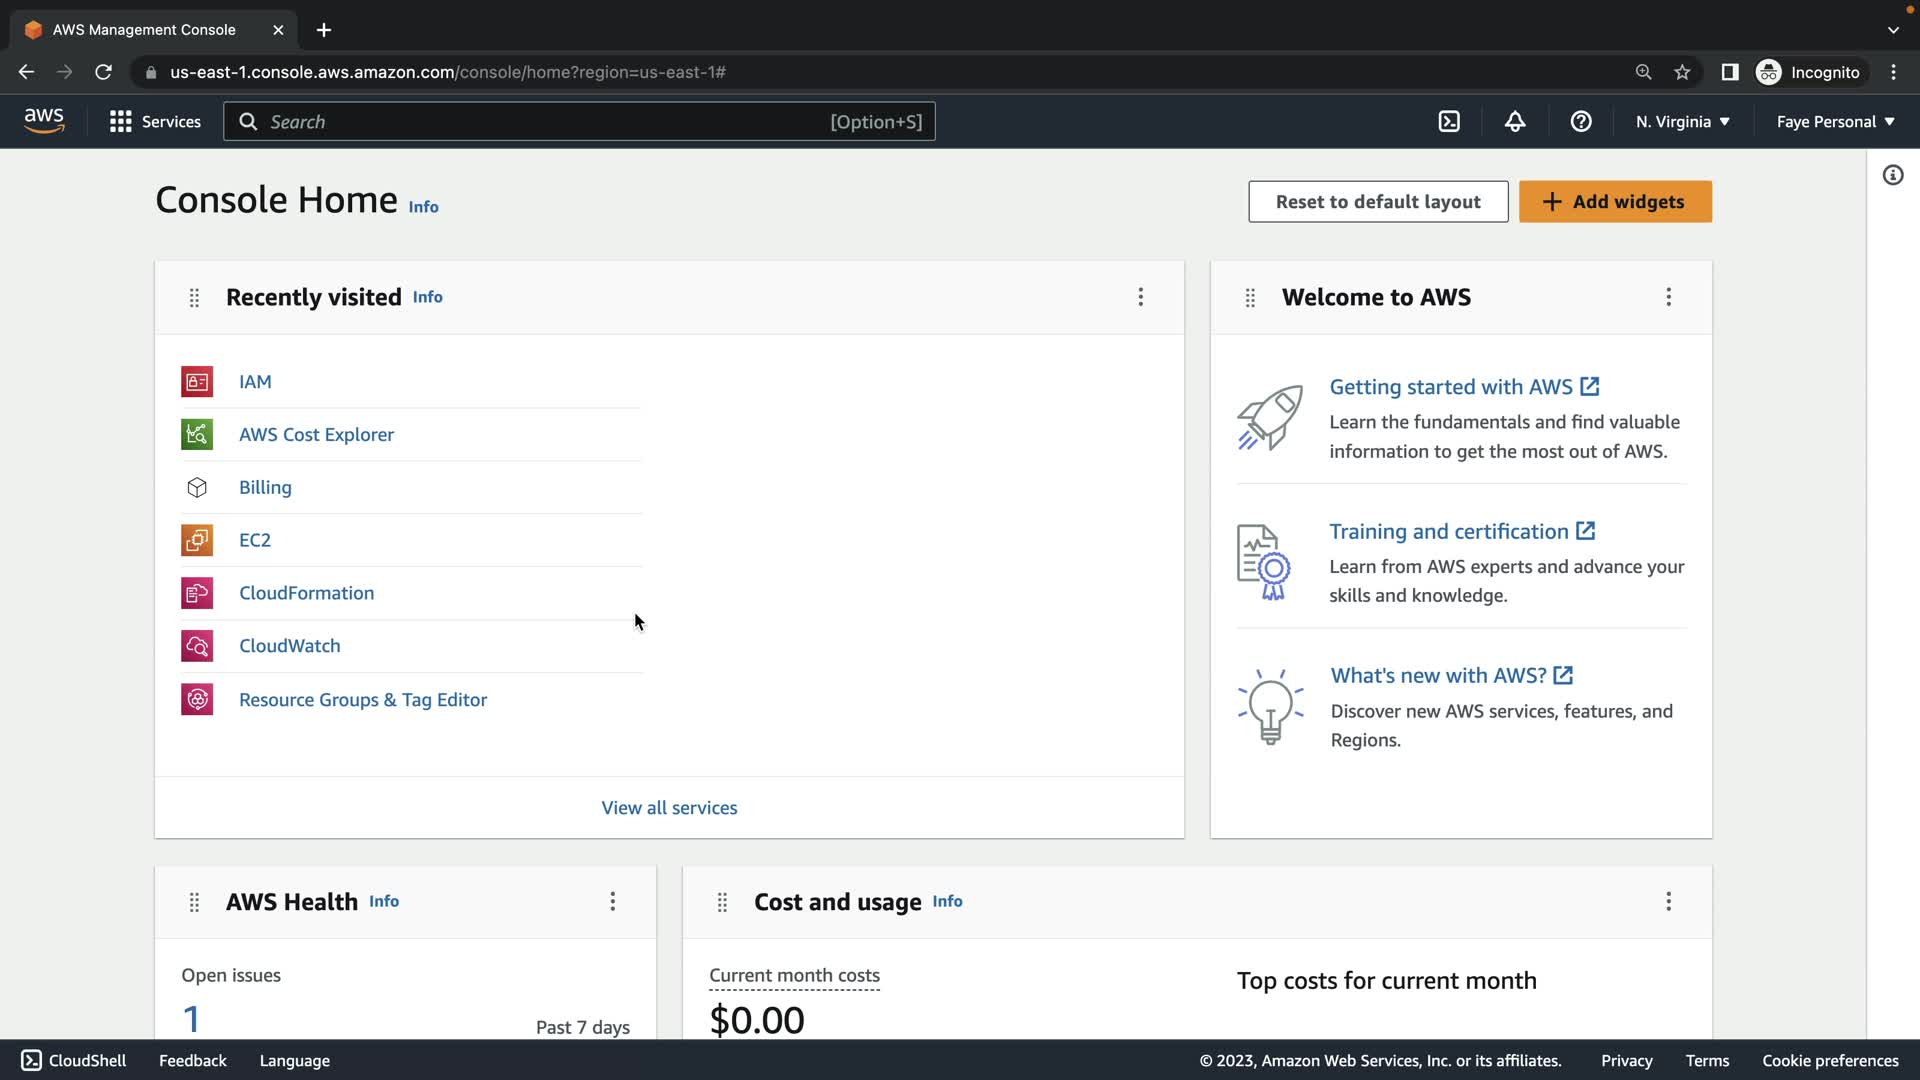 AWS Management Console
us-east-1.console.aws.amazon.com/console/home?region=us-east-1#
Incognito
aws
Services
Search
[Option+S]
N. Virginia
Faye Personal
Console Home Info
Reset to default layout
Add widgets
Recently visited Info
IAM
AWS Cost Explorer
Billing
EC2
CloudFormation
CloudWatch
Resource Groups & Tag Editor
View all services
Welcome to AWS
Getting started with AWS
Learn the fundamentals and find valuable
information to get the most out of AWS.
Training and certification
Learn from AWS experts and advance your
skills and knowledge.
What's new with AWS?
Discover new AWS services, features, and
Regions.
AWS Health Info
Open issues
1
Past 7 days
Cost and usage Info
Current month costs
$0.00
Top costs for current month
CloudShell
Feedback
Language
© 2023, Amazon Web Services, Inc. or its affiliates.
Privacy
Terms
Cookie preferences